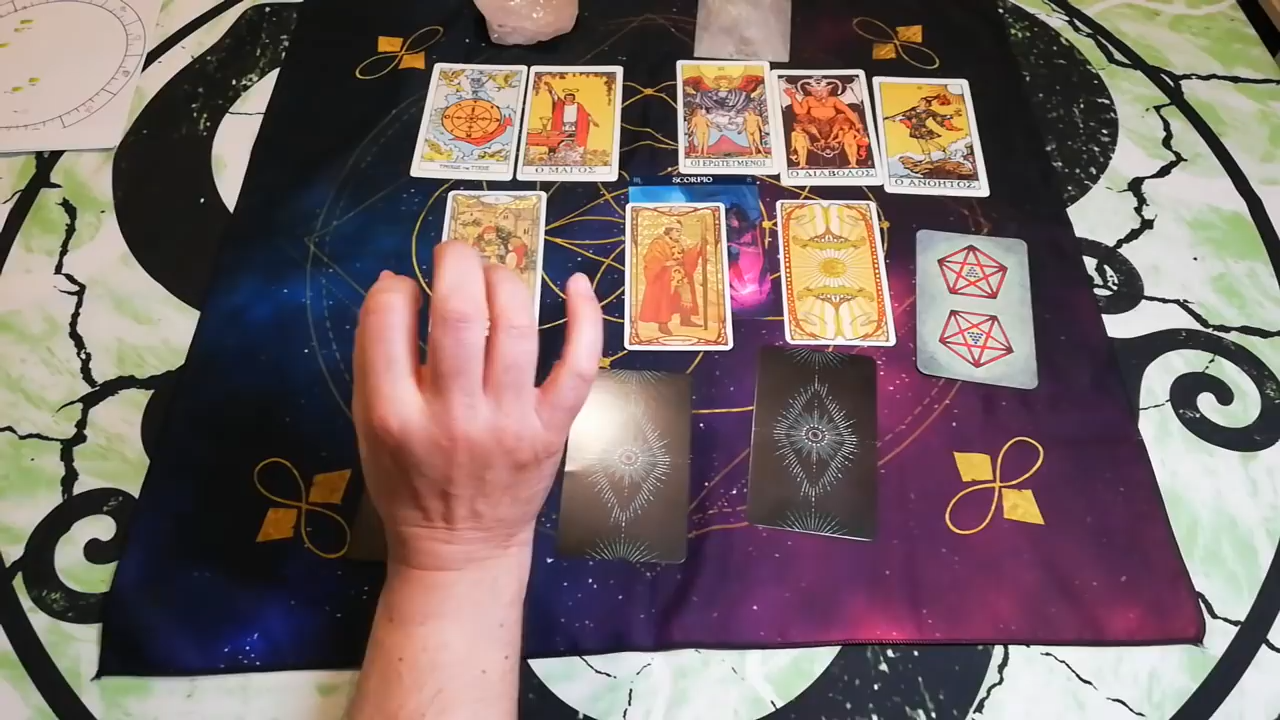 ΤΡΟΧΟΣ της ΤΥΧΗΣ
Ο ΜΑΓΟΣ
ΟΙ ΕΡΩΤΕΥΜΕΝΟΙ
Ο ΔΙΑΒΟΛΟΣ
Ο ΑΝΟΗΤΟΣ
SCORPIO